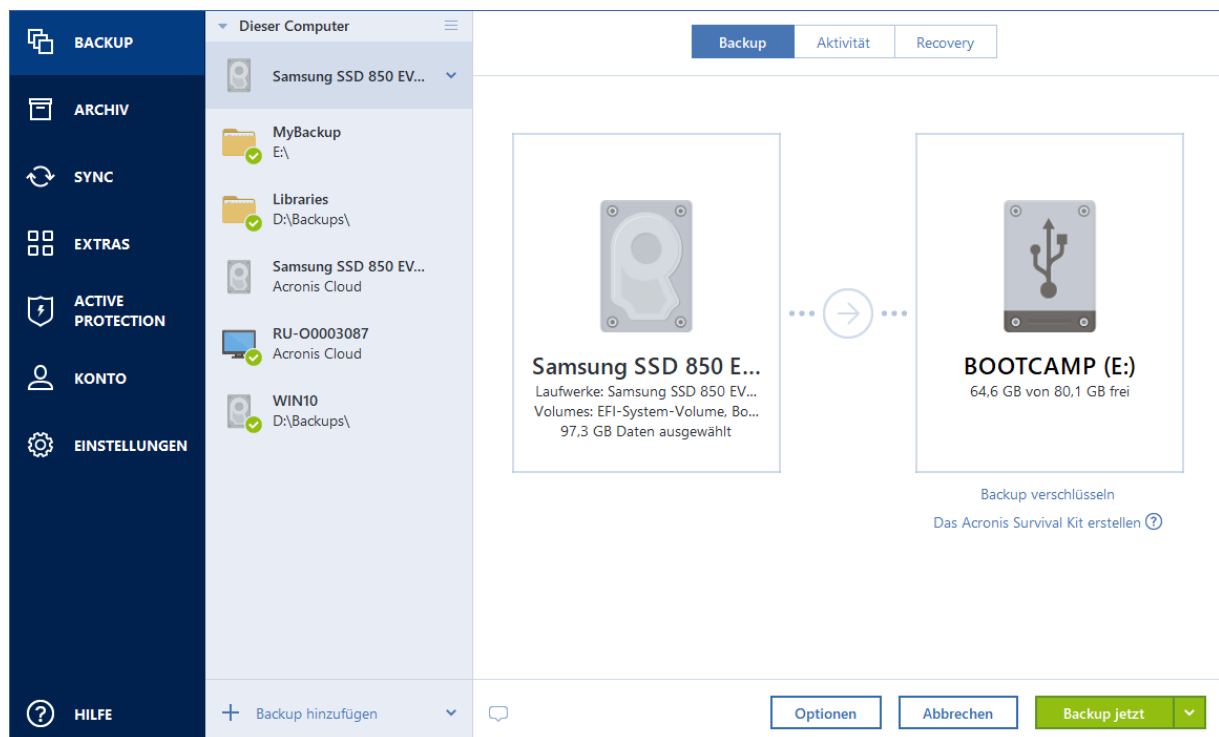 BACKUP
ARCHIV
SYNC
EXTRAS
ACTIVE
PROTECTION
KONTO
EINSTELLUNGEN
HILFE
Dieser Computer
Samsung SSD 850 EV...
MyBackup
E:\
Libraries
D:\Backups\
Samsung SSD 850 EV...
Acronis Cloud
RU-O0003087
Acronis Cloud
WIN10
D:\Backups\
Backup hinzufügen
Backup
Aktivität
Recovery
Samsung SSD 850 E...
Laufwerke: Samsung SSD 850 EV...
Volumes: EFI-System-Volume, Bo...
97,3 GB Daten ausgewählt
BOOTCAMP (E:)
64,6 GB von 80,1 GB frei
Backup verschlüsseln
Das Acronis Survival Kit erstellen ?
Optionen
Abbrechen
Backup jetzt